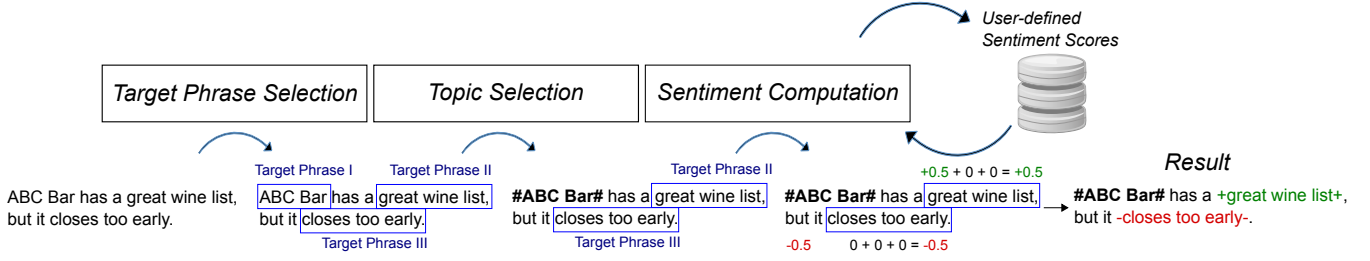 User-defined
Sentiment Scores
Target Phrase Selection
Topic Selection
Sentiment Computation
ABC Bar has a great wine list,
but it closes too early.
Target Phrase I
Target Phrase II
ABC Bar has a great wine list,
but it closes too early.
Target Phrase III
Target Phrase II
#ABC Bar# has a great wine list,
but it closes too early.
Target Phrase III
+0.5 + 0 + 0 = +0.5
#ABC Bar# has a great wine list,
but it closes too early.
-0.5 0 + 0 + 0 = -0.5
Result
#ABC Bar# has a +great wine list+,
but it -closes too early-.